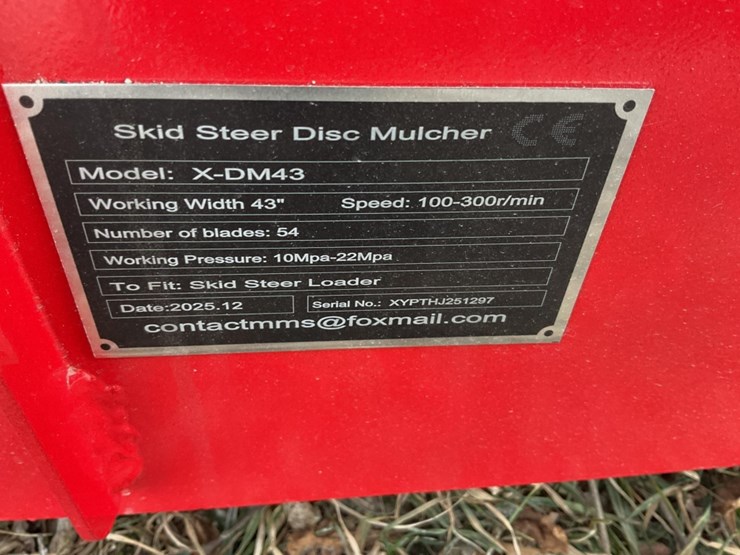 Skid Steer Disc Mulcher CE
Model: X-DM43
Working Width 43" Speed: 100-300r/min
Number of blades: 54
Working Pressure: 10Mpa-22Mpa
To Fit: Skid Steer Loader
Date:2025.12 Serial No.: XYPTHJ251297
contactmms@foxmail.com